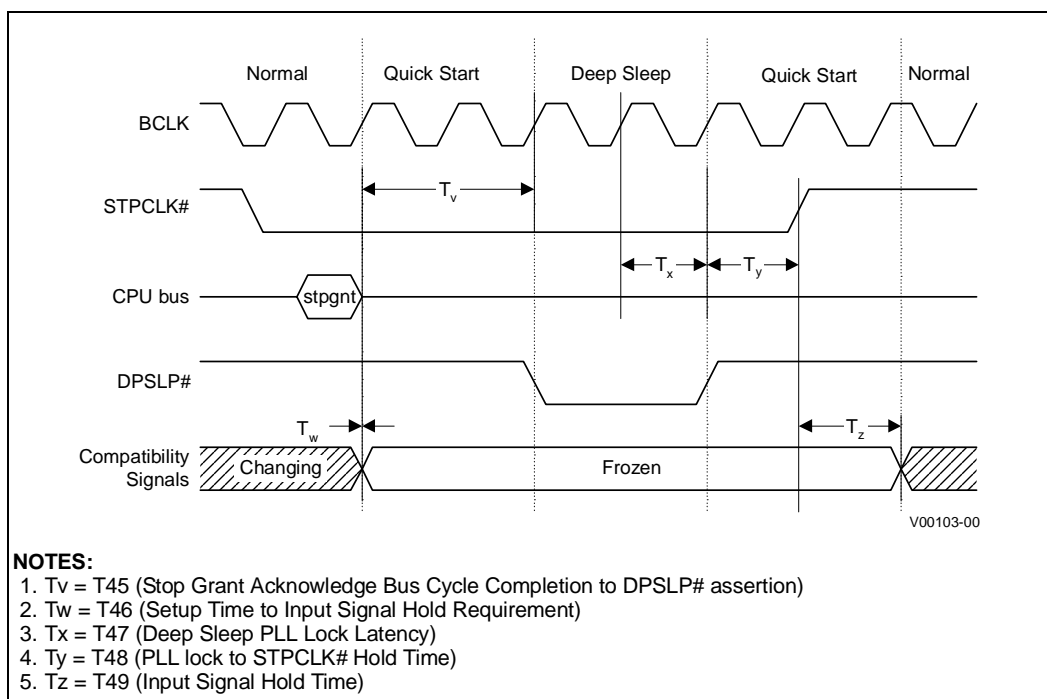 Normal Quick Start Deep Sleep Quick Start Normal
BCLK
Tv
STPCLK#
Tx Ty
CPU bus stpgnt
DPSLP#
Tw Tz
Compatibility
Signals
Changing Frozen
V00103-00
NOTES:
1. Tv = T45 (Stop Grant Acknowledge Bus Cycle Completion to DPSLP# assertion)
2. Tw = T46 (Setup Time to Input Signal Hold Requirement)
3. Tx = T47 (Deep Sleep PLL Lock Latency)
4. Ty = T48 (PLL lock to STPCLK# Hold Time)
5. Tz = T49 (Input Signal Hold Time)